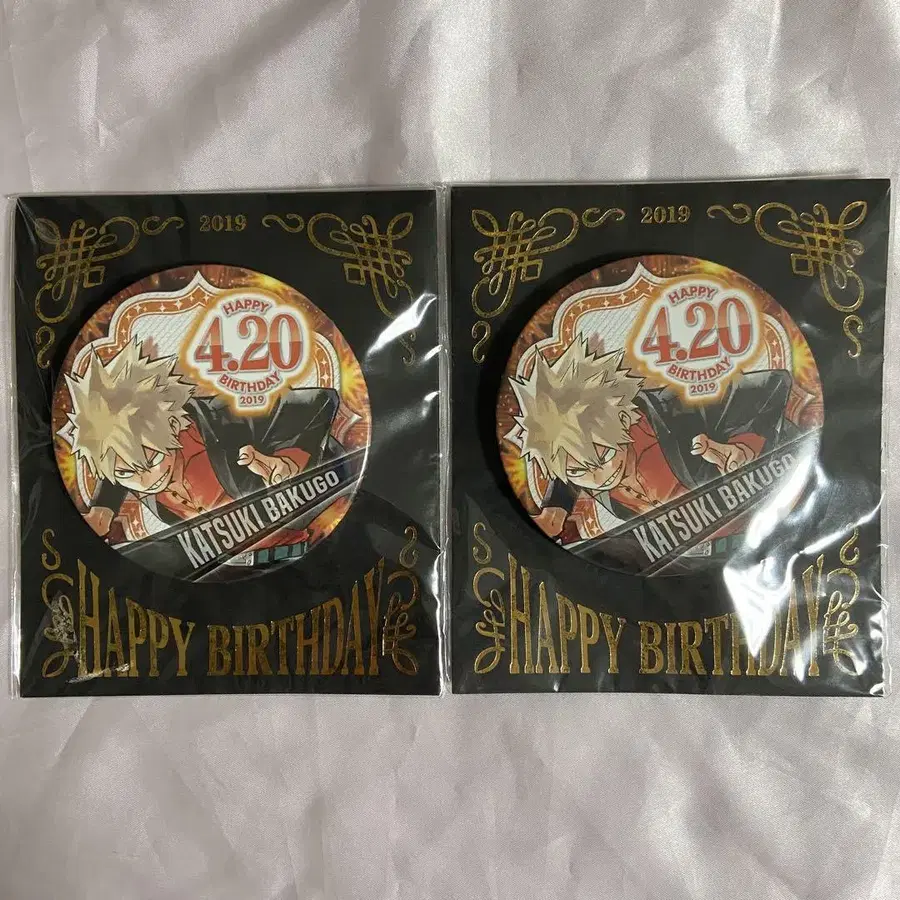 2019
HAPPY
4.20
BIRTHDAY
2019
KATSUKI BAKUGO
HAPPY BIRTHDAY
2019
HAPPY
4.20
BIRTHDAY
2019
KATSUKI BAKUGO
HAPPY BIRTHDAY